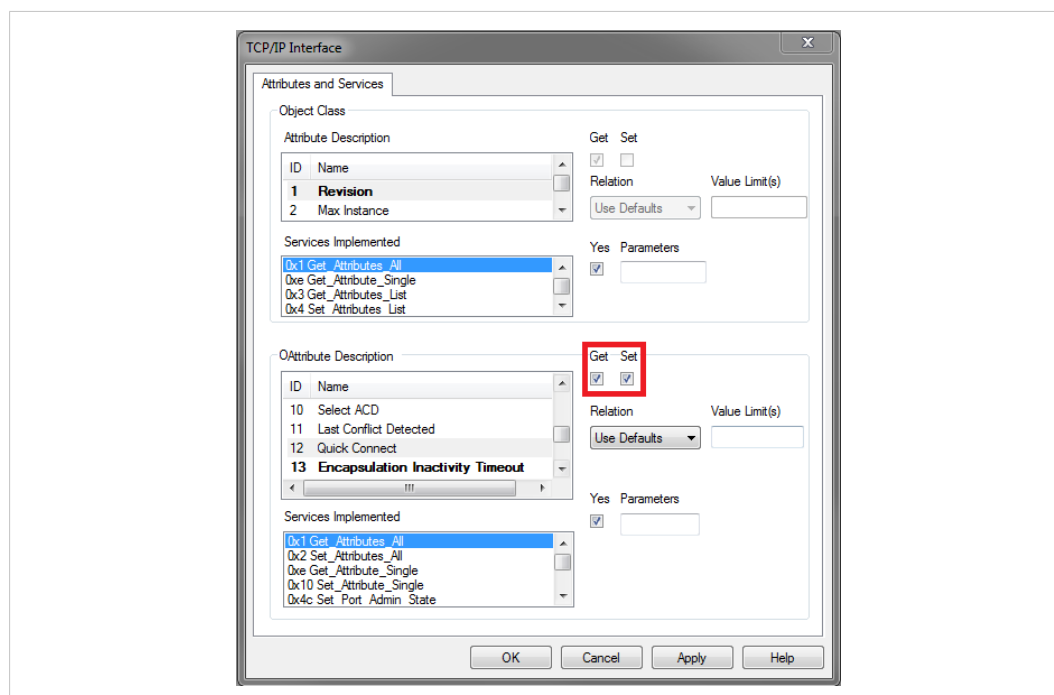 TCP/IP Interface
Attributes and Services
Object Class
Attribute Description
Get Set
ID Name
1 Revision
2 Max Instance
Relation
Value Limit(s)
Use Defaults
Services Implemented
Yes Parameters
0x1 Get_Attributes_All
0xe Get_Attribute_Single
0x3 Get_Attributes_List
0x4 Set_Attributes_List
OAttribute Description
Get Set
ID Name
10 Select ACD
11 Last Conflict Detected
12 Quick Connect
13 Encapsulation Inactivity Timeout
Relation
Value Limit(s)
Use Defaults
Services Implemented
Yes Parameters
0x1 Get_Attributes_All
0x2 Set_Attributes_All
0xe Get_Attribute_Single
0x10 Set_Attribute_Single
0x4c Set_Port_Admin_State
OK
Cancel
Apply
Help